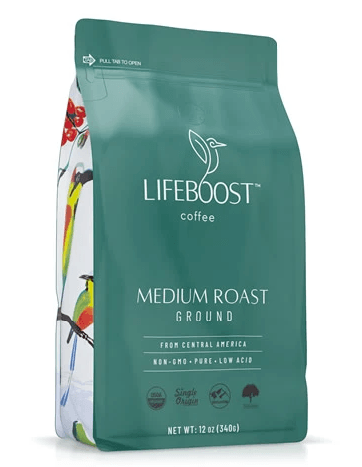 PULL TAB TO OPEN
LIFEBOOST™
coffee
MEDIUM ROAST
GROUND
FROM CENTRAL AMERICA
NON-GMO • PURE • LOW ACID
Single
Origin
NET WT: 12 oz (340g)